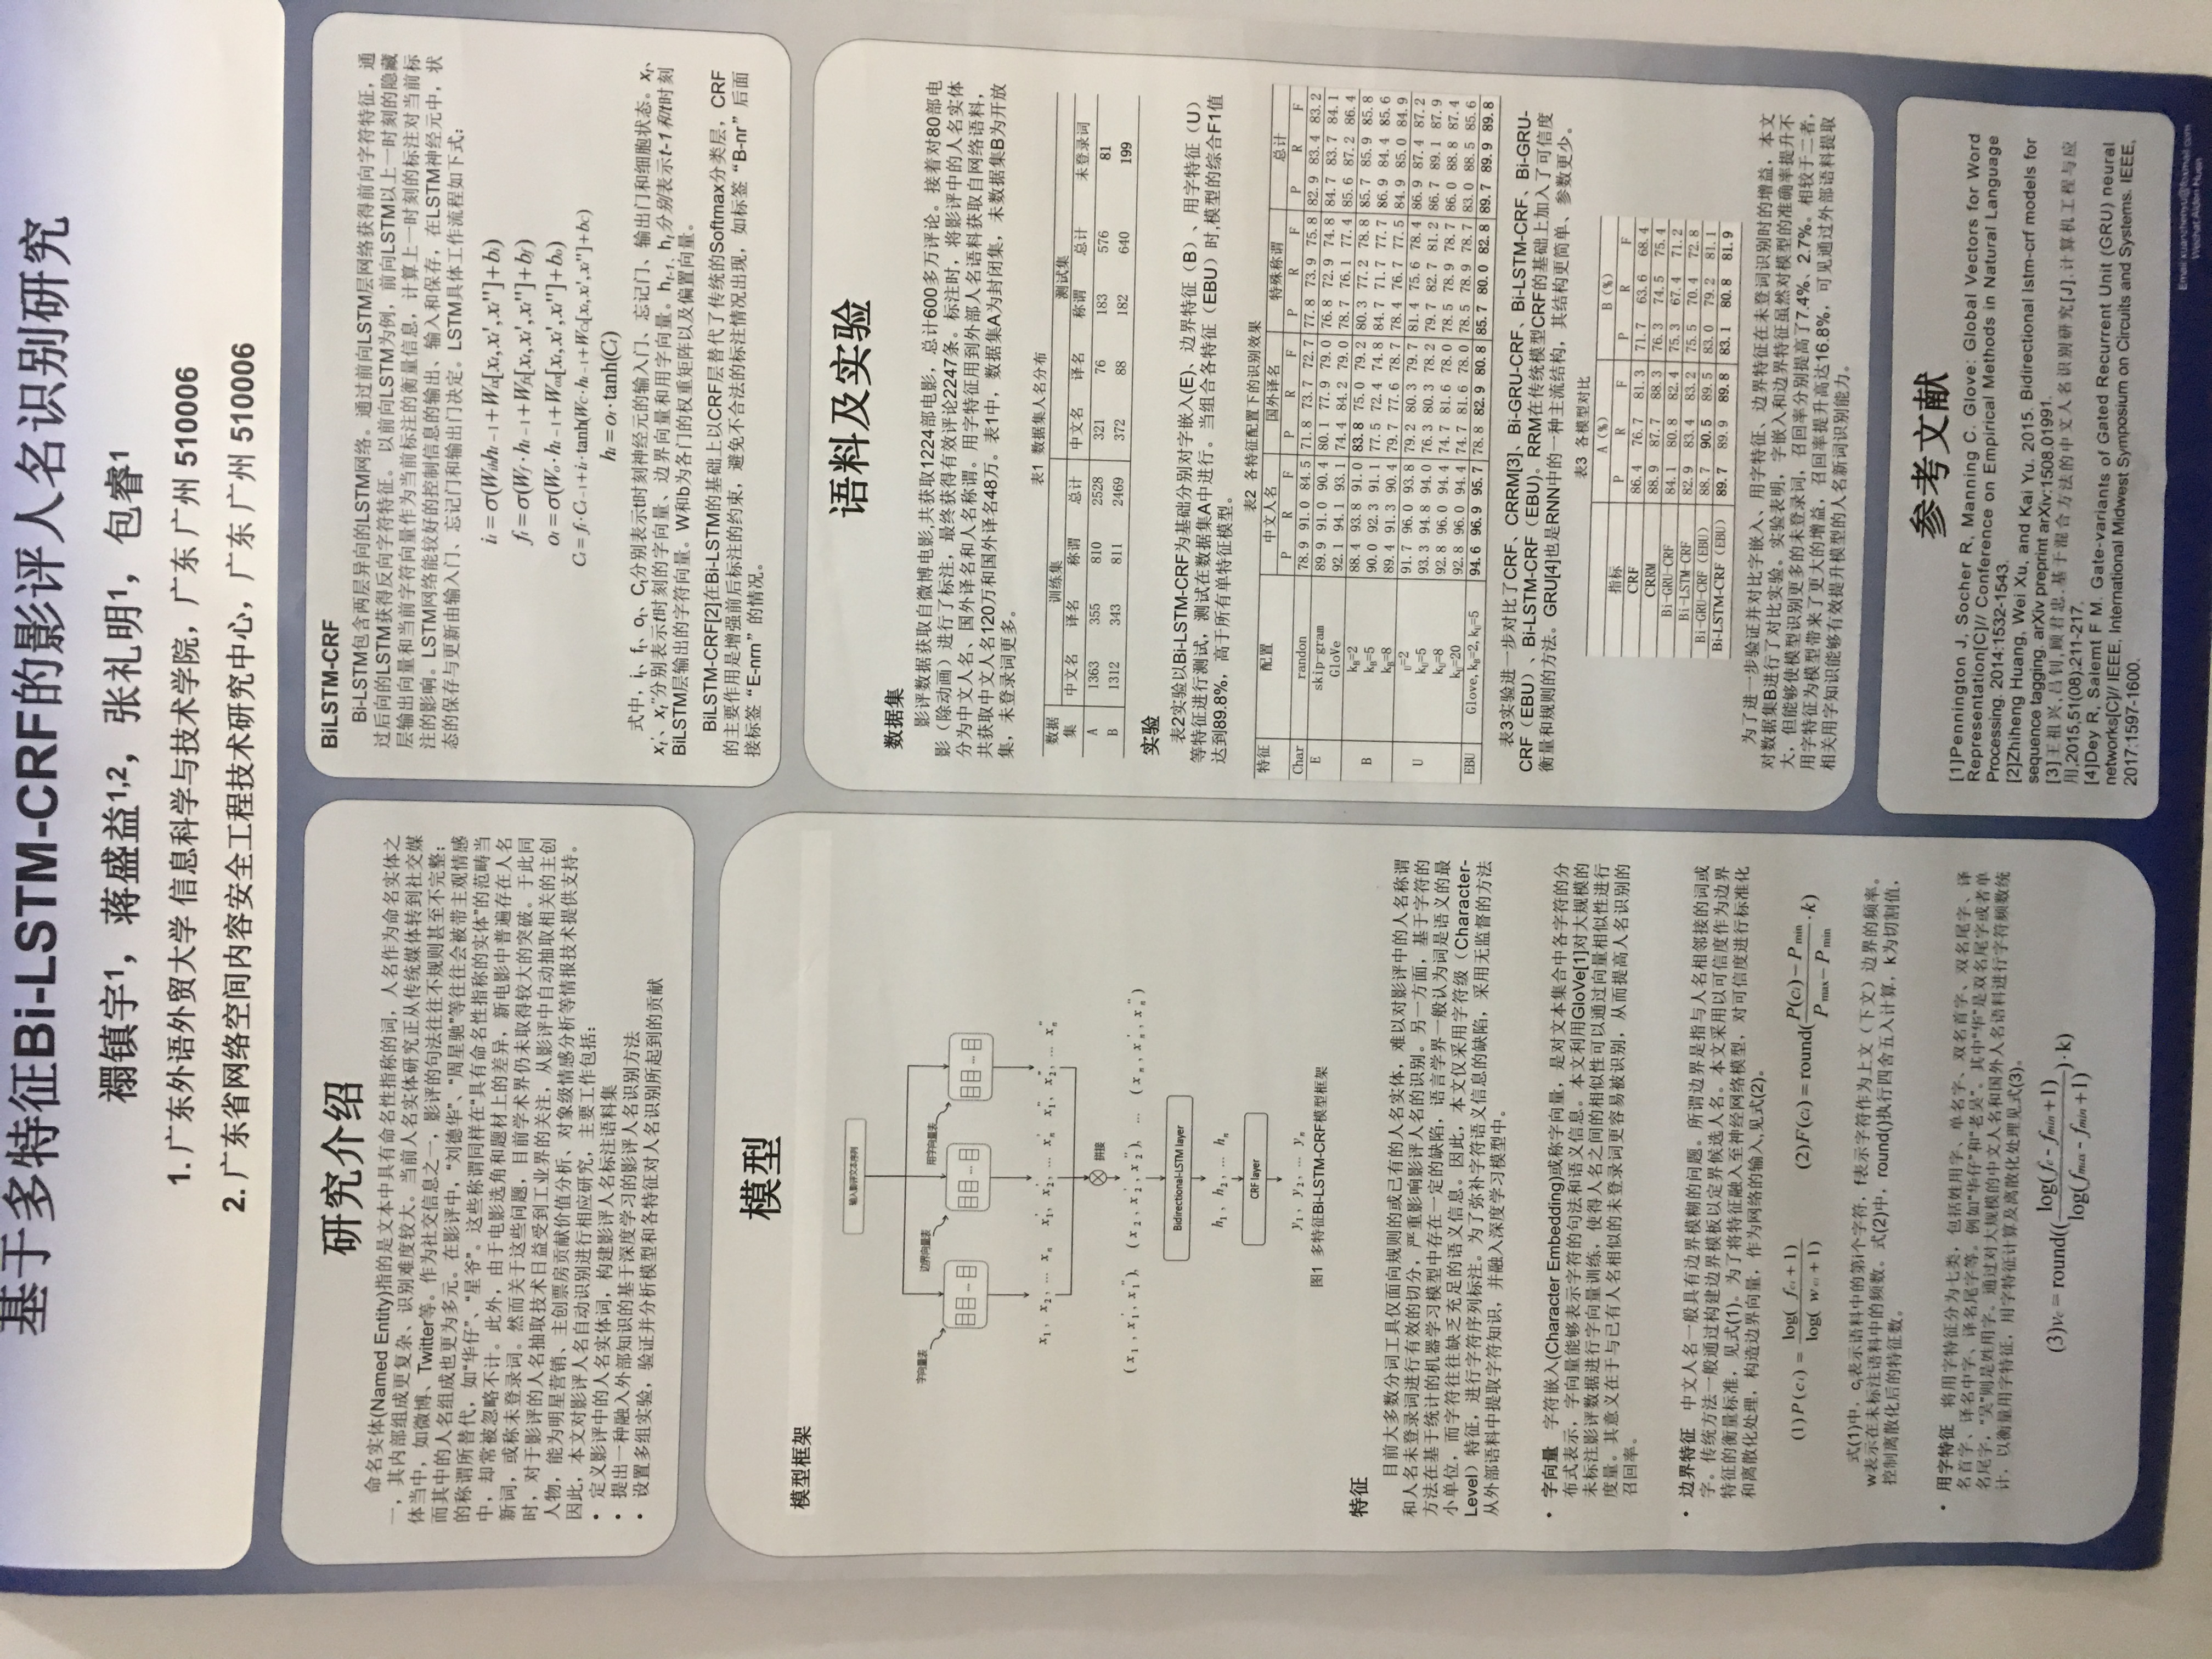 基于多特征Bi-LSTM-CRF的影评人名识别研究
禤镇宇1，蒋盛益1,2，张礼明1，包睿1
1. 广东外语外贸大学 信息科学与技术学院，广东 广州 510006
2. 广东省网络空间内容安全工程技术研究中心，广东 广州 510006
研究介绍
命名实体(Named Entity)指的是文本中具有命名性指称的词，人名作为命名实体之
一，其内部组成更复杂、识别难度较大。当前人名实体研究正从传统媒体转到社交媒
体当中，如微博、Twitter等。作为社交信息之一，影评的句法往往不规则甚至不完整；
而其中的人名组成也更为多元。在影评中，“刘德华”、“周星驰”等往往会被带主观情感
的称谓所替代，如“华仔”、“星爷”。这些称谓同样在“具有命名性指称的实体”的范畴当
中，却常被忽略不计。此外，由于电影选角和题材上的差异，新电影中普遍存在人名
新词，或称未登录词。然而关于这些问题，目前学术界仍未取得较大的突破。于此同
时，对于影评的人名抽取技术日益受到工业界的关注，从影评中自动抽取相关的主创
人物，能为明星营销、主创票房贡献价值分析、对象级情感分析等情报技术提供支持。
因此，本文对影评人名自动识别进行相应研究，主要工作包括：
• 定义影评中的人名实体词，构建影评人名标注语料集
• 提出一种融入外部知识的基于深度学习的影评人名识别方法
• 设置多组实验，验证并分析模型和各特征对人名识别所起到的贡献
模型
模型框架
输入影评文本序列
字向量表 边界向量表 用字向量表
x1, x2, ... xn x1', x2', ... xn' x1'', x2'', ... xn''
拼接
(x1, x1', x1''), (x2, x2', x2''), ... (xn, xn', xn'')
Bidirectional-LSTM layer
h1, h2, ... hn
CRF layer
y1, y2, ... yn
图1 多特征Bi-LSTM-CRF模型框架
特征
目前大多数分词工具仅面向规则的或已有的人名实体，难以对影评中的人名称谓
和人名未登录词进行有效的切分，严重影响影评人名的识别。另一方面，基于字符的
方法在基于统计的机器学习模型中存在一定的缺陷，语言学界一般认为词是语义的最
小单位，而字符往往缺乏充足的语义信息。因此，本文仅采用字符级（Character-
Level）特征，进行字符序列标注。为了弥补字符语义信息的缺陷，采用无监督的方法
从外部语料中提取字符知识，并融入深度学习模型中。
• 字向量 字符嵌入(Character Embedding)或称字向量，是对文本集合中各字符的分
布式表示，字向量能够表示字符的句法和语义信息。本文利用GloVe[1]对大规模的
未标注影评数据进行字向量训练，使得人名之间的相似性可以通过向量相似性进行
度量。其意义在于与已有人名相似的未登录词更容易被识别，从而提高人名识别的
召回率。
• 边界特征 中文人名一般具有边界模糊的问题。所谓边界是指与人名相邻接的词或
字。传统方法一般通过构建边界模板以定界候选人名。本文采用以可信度作为边界
特征的衡量标准，见式(1)。为了将特征融入至神经网络模型，对可信度进行标准化
和离散化处理，构造边界向量，作为网络的输入,见式(2)。
(1)P(ci) = log(fci+1) / log(wci+1) (2)F(ci)=round((P(ci)−Pmin)/(Pmax−Pmin)·k)
式(1)中，ci表示语料中的第i个字符，f表示字符作为上文（下文）边界的频率。
w表示在未标注语料中的频数。式(2)中，round()执行四舍五入计算，k为切割值，
控制离散化后的特征数。
• 用字特征 将用字特征分为七类，包括姓用字、单名字、双名首字、双名尾字、译
名首字、译名中字、译名尾字等。例如“华仔”和“老吴”。其中“华”是双名尾字或者单
名尾字，“吴”则是姓用字。通过对大规模的中文人名和国外人名语料进行字符频数统
计，以衡量用字特征，用字特征计算及离散化处理见式(3)。
(3)vc = round((log(fc - fmin+1)/log(fmax - fmin+1))·k)
BiLSTM-CRF
Bi-LSTM包含两层异向的LSTM网络。通过前向LSTM层网络获得前向字符特征，通
过后向的LSTM获得反向字符特征。 以前向LSTM为例，前向LSTM以上一时刻的隐藏
层输出向量和当前字符向量作为当前标注的衡量信息，计算上一时刻的标注对当前标
注的影响。LSTM网络能较好的控制信息的输出、输入和保存，在LSTM神经元中，状
态的保存与更新由输入门、忘记门和输出门决定。LSTM具体工作流程如下式：
it=σ(Wihht−1+Wix[xt,xt',xt'']+bi)
ft=σ(Wf·ht−1+Wfx[xt,xt',xt'']+bf)
ot=σ(Wo·ht−1+Wox[xt,xt',xt'']+bo)
Ct=ft·Ct−1+it·tanh(WC·ht−1+WCx[xt,xt',xt'']+bC)
ht=ot·tanh(Ct)
式中，it、ft、ot、Ct分别表示t时刻神经元的输入门、忘记门、输出门和细胞状态。xt、
xt'、xt''分别表示t时刻的字向量、边界向量和用字向量。ht-1、ht分别表示t-1和t时刻
BiLSTM层输出的字符向量。W和b为各门的权重矩阵以及偏置向量。
BiLSTM-CRF[2]在Bi-LSTM的基础上以CRF层替代了传统的Softmax分类层，CRF
的主要作用是增强前后标注的约束，避免不合法的标注情况出现，如标签“B-nr”后面
接标签“E-nrn”的情况。
语料及实验
数据集
影评数据获取自微博电影,共获取1224部电影，总计600多万评论。接着对80部电
影（除动画）进行了标注，最终获得有效评论2247条。标注时，将影评中的人名实体
分为中文人名、国外译名和人名称谓。用字特征用到外部人名语料获取自网络语料，
共获取中文人名120万和国外译名48万。表1中，数据集A为封闭集，未数据集B为开放
集，未登录词更多。
表1 数据集人名分布
数据集 训练集 测试集
中文名 译名 称谓 总计 中文名 译名 称谓 总计 未登录词
A 1363 355 810 2528 321 76 183 576 81
B 1312 343 811 2469 372 88 182 640 199
实验
表2实验以Bi-LSTM-CRF为基础分别对字嵌入(E)、边界特征（B）、用字特征（U）
等特征进行测试，测试在数据集A中进行。当组合各特征（EBU）时,模型的综合F1值
达到89.8%，高于所有单特征模型。
表2 各特征配置下的识别效果
特征 配置 中文人名 国外译名 特殊称谓 总计
P R F P R F P R F P R F
Char randon 78.9 91.0 84.5 71.8 73.7 72.7 77.8 73.9 75.8 82.9 83.4 83.2
E skip-gram 89.9 91.0 90.4 80.1 77.9 79.0 76.8 72.9 74.8 84.7 83.7 84.1
GloVe 92.1 94.1 93.1 74.4 84.2 79.0 78.7 76.1 77.4 85.6 87.2 86.4
kB=2 88.4 93.8 91.0 83.8 75.0 79.2 80.3 77.2 78.8 85.7 85.9 85.8
B kB=5 90.0 92.3 91.1 77.5 72.4 74.8 84.7 71.7 77.7 86.9 84.4 85.6
kB=8 89.4 91.3 90.4 79.7 77.6 78.7 78.4 76.7 77.5 84.9 85.0 84.9
U=2 91.7 96.0 93.8 79.2 80.3 79.7 81.4 75.6 78.4 86.9 87.4 87.2
U kU=5 93.3 94.8 94.0 76.3 80.3 78.2 79.7 82.7 81.2 86.7 89.1 87.9
kU=8 92.8 96.0 94.4 74.7 81.6 78.0 78.5 78.9 78.7 86.0 88.8 87.4
kU=20 92.8 96.0 94.4 74.7 81.6 78.0 78.5 78.9 78.7 83.0 88.5 85.6
EBU Glove,kB=2,kU=5 94.6 96.9 95.7 78.8 82.9 80.8 85.7 80.0 82.8 89.7 89.9 89.8
表3实验进一步对比了CRF、CRRM[3]、Bi-GRU-CRF、Bi-LSTM-CRF、Bi-GRU-
CRF（EBU）、Bi-LSTM-CRF（EBU)。RRM在传统模型CRF的基础上加入了可信度
衡量和规则的方法。GRU[4]也是RNN中的一种主流结构，其结构更简单、参数更少。
表3 各模型对比
指标 A（%） B（%）
P R F P R F
CRF 86.4 76.7 81.3 71.7 63.6 68.4
CRRM 88.9 87.7 88.3 76.3 74.5 75.4
Bi-GRU-CRF 84.1 80.8 82.4 75.3 67.4 71.2
Bi-LSTM-CRF 82.9 83.4 83.2 75.5 70.4 72.8
Bi-GRU-CRF（EBU） 88.7 90.5 89.5 83.0 79.2 81.1
Bi-LSTM-CRF（EBU） 89.7 89.9 89.8 83.1 80.8 81.9
为了进一步验证并对比字嵌入、用字特征、边界特征在未登词识别时的增益，本文
对数据集B进行了对比实验。实验表明，字嵌入和边界特征虽然对模型的准确率提升不
大，但能够使模型识别更多的未登录词，召回率分别提高了7.4%、2.7%。相较于二者，
用字特征为模型带来了更大的增益，召回率提升高达16.8%，可见通过外部语料提取
相关用字知识能够有效提升模型的人名新词识别能力。
参考文献
[1]Pennington J, Socher R, Manning C. Glove: Global Vectors for Word
Representation[C]// Conference on Empirical Methods in Natural Language
Processing. 2014:1532-1543.
[2]Zhiheng Huang, Wei Xu, and Kai Yu. 2015. Bidirectional lstm-crf models for
sequence tagging. arXiv preprint arXiv:1508.01991.
[3]王祖兴,吕钊,顾君忠.基于混合方法的中文人名识别研究[J].计算机工程与应
用,2015,51(08):211-217.
[4]Dey R, Salemt F M. Gate-variants of Gated Recurrent Unit (GRU) neural
networks[C]// IEEE, International Midwest Symposium on Circuits and Systems. IEEE,
2017:1597-1600.
Email:xuanzhenyu@foxmail.com
Wechat:Alden Huen